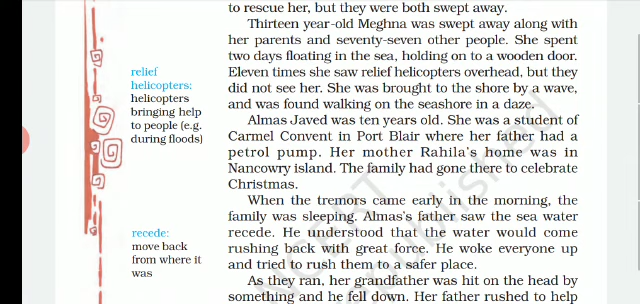 to rescue her, but they were both swept away.
Thirteen year-old Meghna was swept away along with
her parents and seventy-seven other people. She spent
two days floating in the sea, holding on to a wooden door.
Eleven times she saw relief helicopters overhead, but they
did not see her. She was brought to the shore by a wave,
and was found walking on the seashore in a daze.
relief
helicopters:
helicopters
bringing help
to people (e.g.
during floods)
Almas Javed was ten years old. She was a student of
Carmel Convent in Port Blair where her father had a
petrol pump. Her mother Rahila's home was in
Nancowry island. The family had gone there to celebrate
Christmas.
When the tremors came early in the morning, the
family was sleeping. Almas's father saw the sea water
recede. He understood that the water would come
rushing back with great force. He woke everyone up
and tried to rush them to a safer place.
recede:
move back
from where it
was
As they ran, her grandfather was hit on the head by
something and he fell down. Her father rushed to help
NCERT
republished